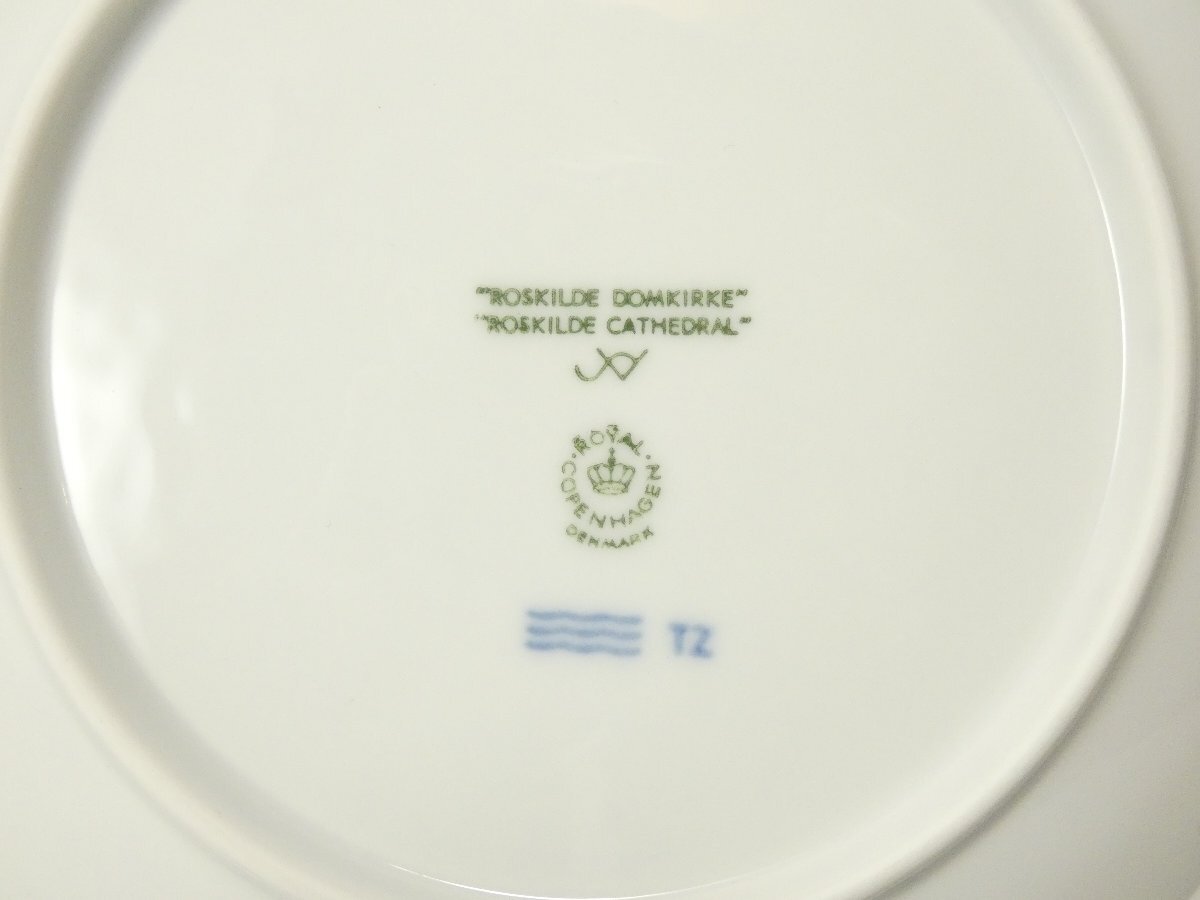 "ROSKILDE DOMKIRKE"
"ROSKILDE CATHEDRAL"
ROYAL
COPENHAGEN
DENMARK
TZ